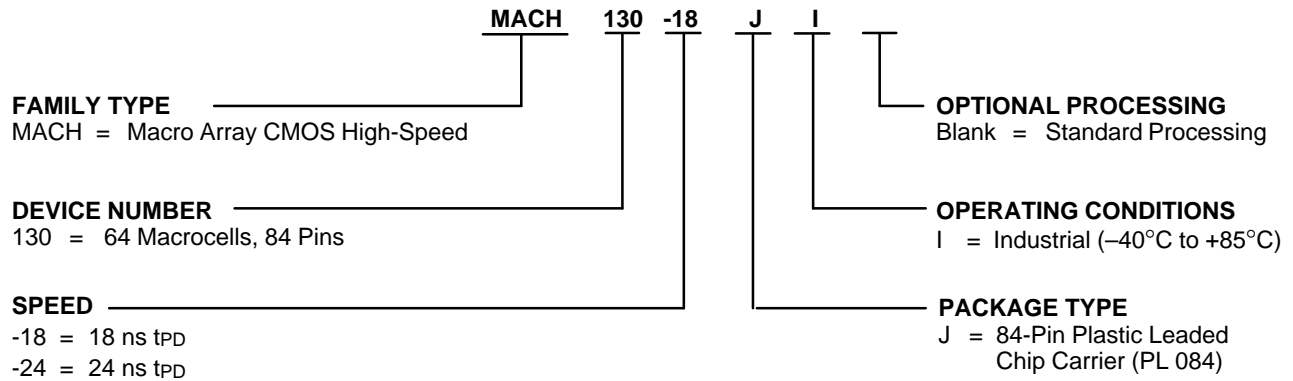 MACH 130 -18 J I
FAMILY TYPE
MACH = Macro Array CMOS High-Speed
DEVICE NUMBER
130 = 64 Macrocells, 84 Pins
SPEED
-18 = 18 ns tPD
-24 = 24 ns tPD
OPTIONAL PROCESSING
Blank = Standard Processing
OPERATING CONDITIONS
I = Industrial (–40°C to +85°C)
PACKAGE TYPE
J = 84-Pin Plastic Leaded
Chip Carrier (PL 084)